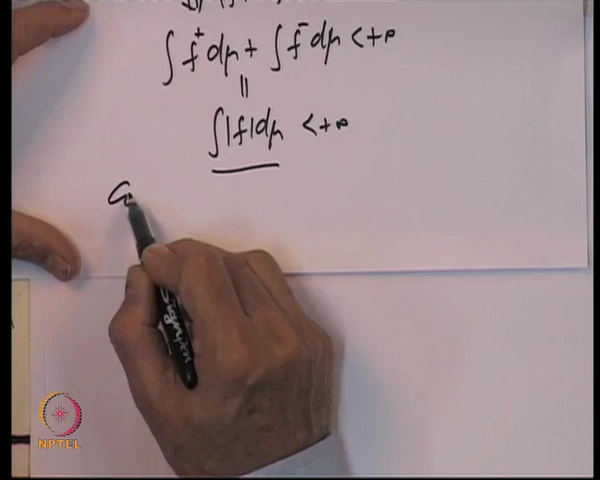 ∫ f⁺ dμ + ∫ f⁻ dμ < +∞
||
∫ |f| dμ < +∞
NPTEL